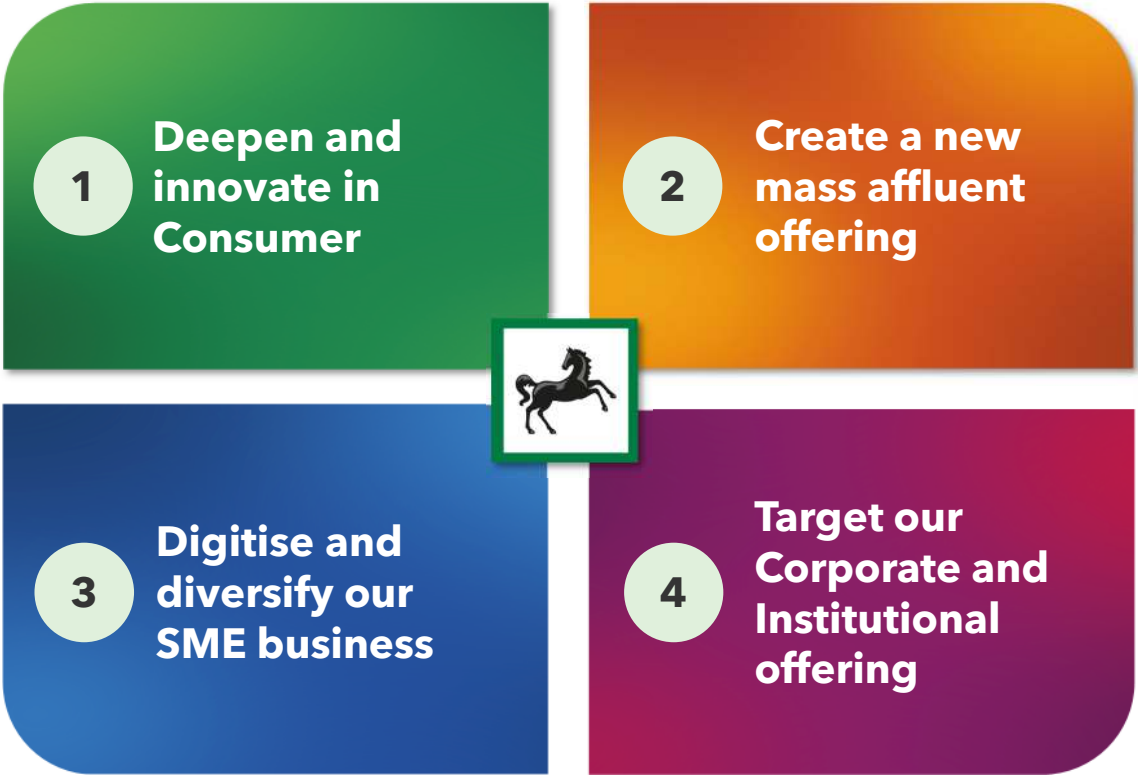 1
Deepen and
innovate in
Consumer
2
Create a new
mass affluent
offering
3
Digitise and
diversify our
SME business
4
Target our
Corporate and
Institutional
offering